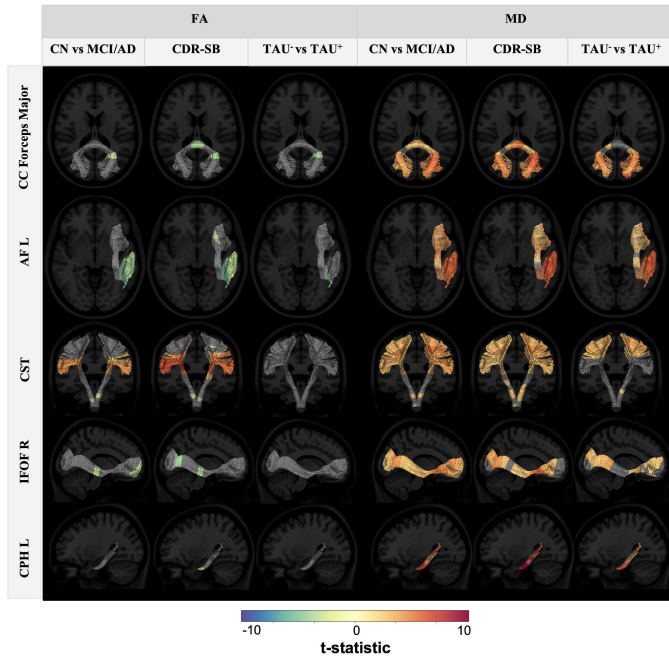 FA MD
CN vs MCI/AD CDR-SB TAU⁻ vs TAU⁺ CN vs MCI/AD CDR-SB TAU⁻ vs TAU⁺
CC Forceps Major
AF L
CST
IFOF R
CPH L
-10 0 10
t-statistic